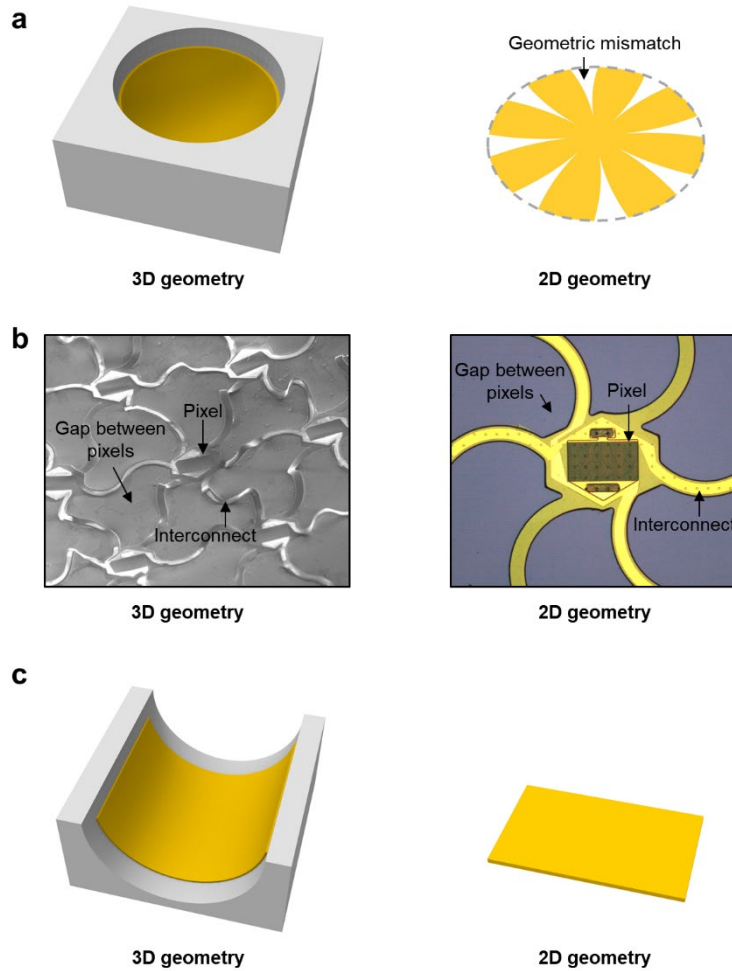 a
Geometric mismatch
3D geometry
2D geometry
b
Gap between
pixels
Pixel
Interconnect
3D geometry
Gap between
pixels
Pixel
Interconnect
2D geometry
c
3D geometry
2D geometry